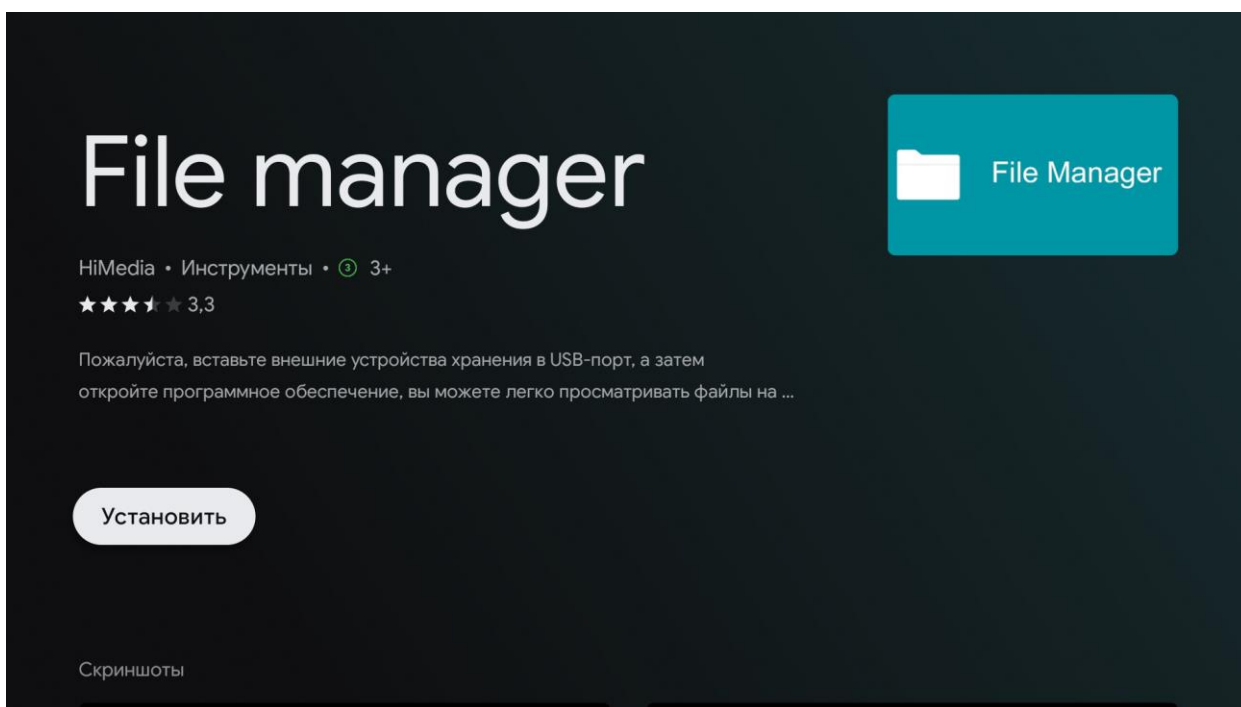 File manager
File Manager
HiMedia • Инструменты • 3 3+
3,3
Пожалуйста, вставьте внешние устройства хранения в USB-порт, а затем
откройте программное обеспечение, вы можете легко просматривать файлы на ...
Установить
Скриншоты